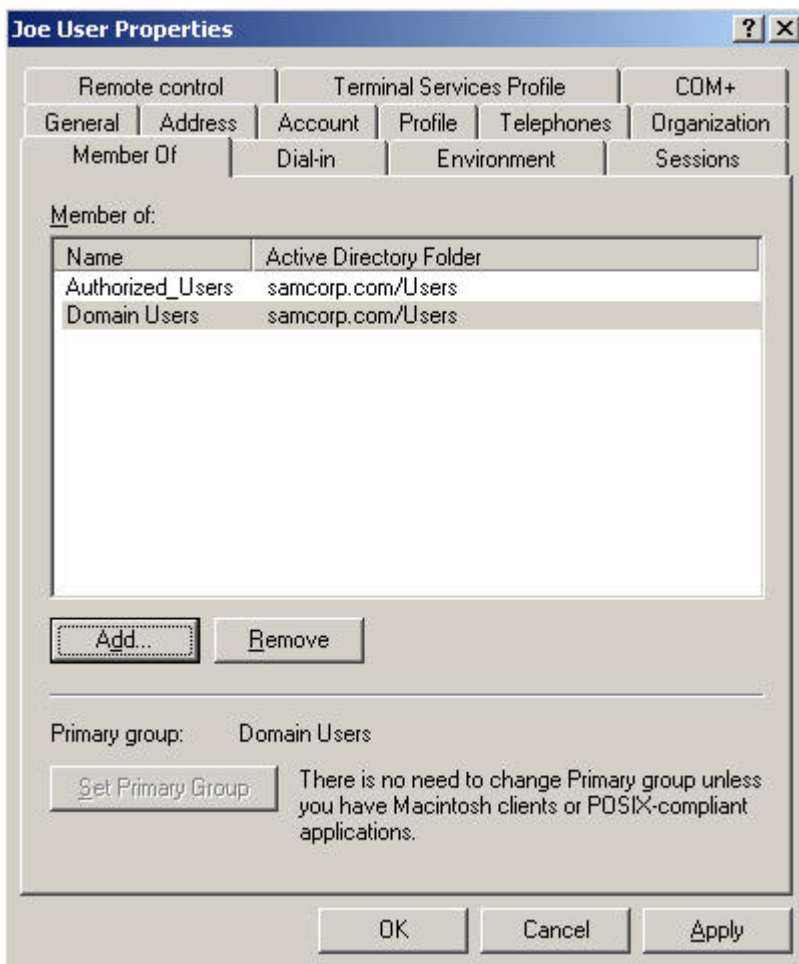 Joe User Properties
Remote control Terminal Services Profile COM+
General Address Account Profile Telephones Organization
Member Of Dial-in Environment Sessions
Member of:
Name Active Directory Folder
Authorized_Users samcorp.com/Users
Domain Users samcorp.com/Users
Add... Remove
Primary group: Domain Users
Set Primary Group
There is no need to change Primary group unless
you have Macintosh clients or POSIX-compliant
applications.
OK Cancel Apply